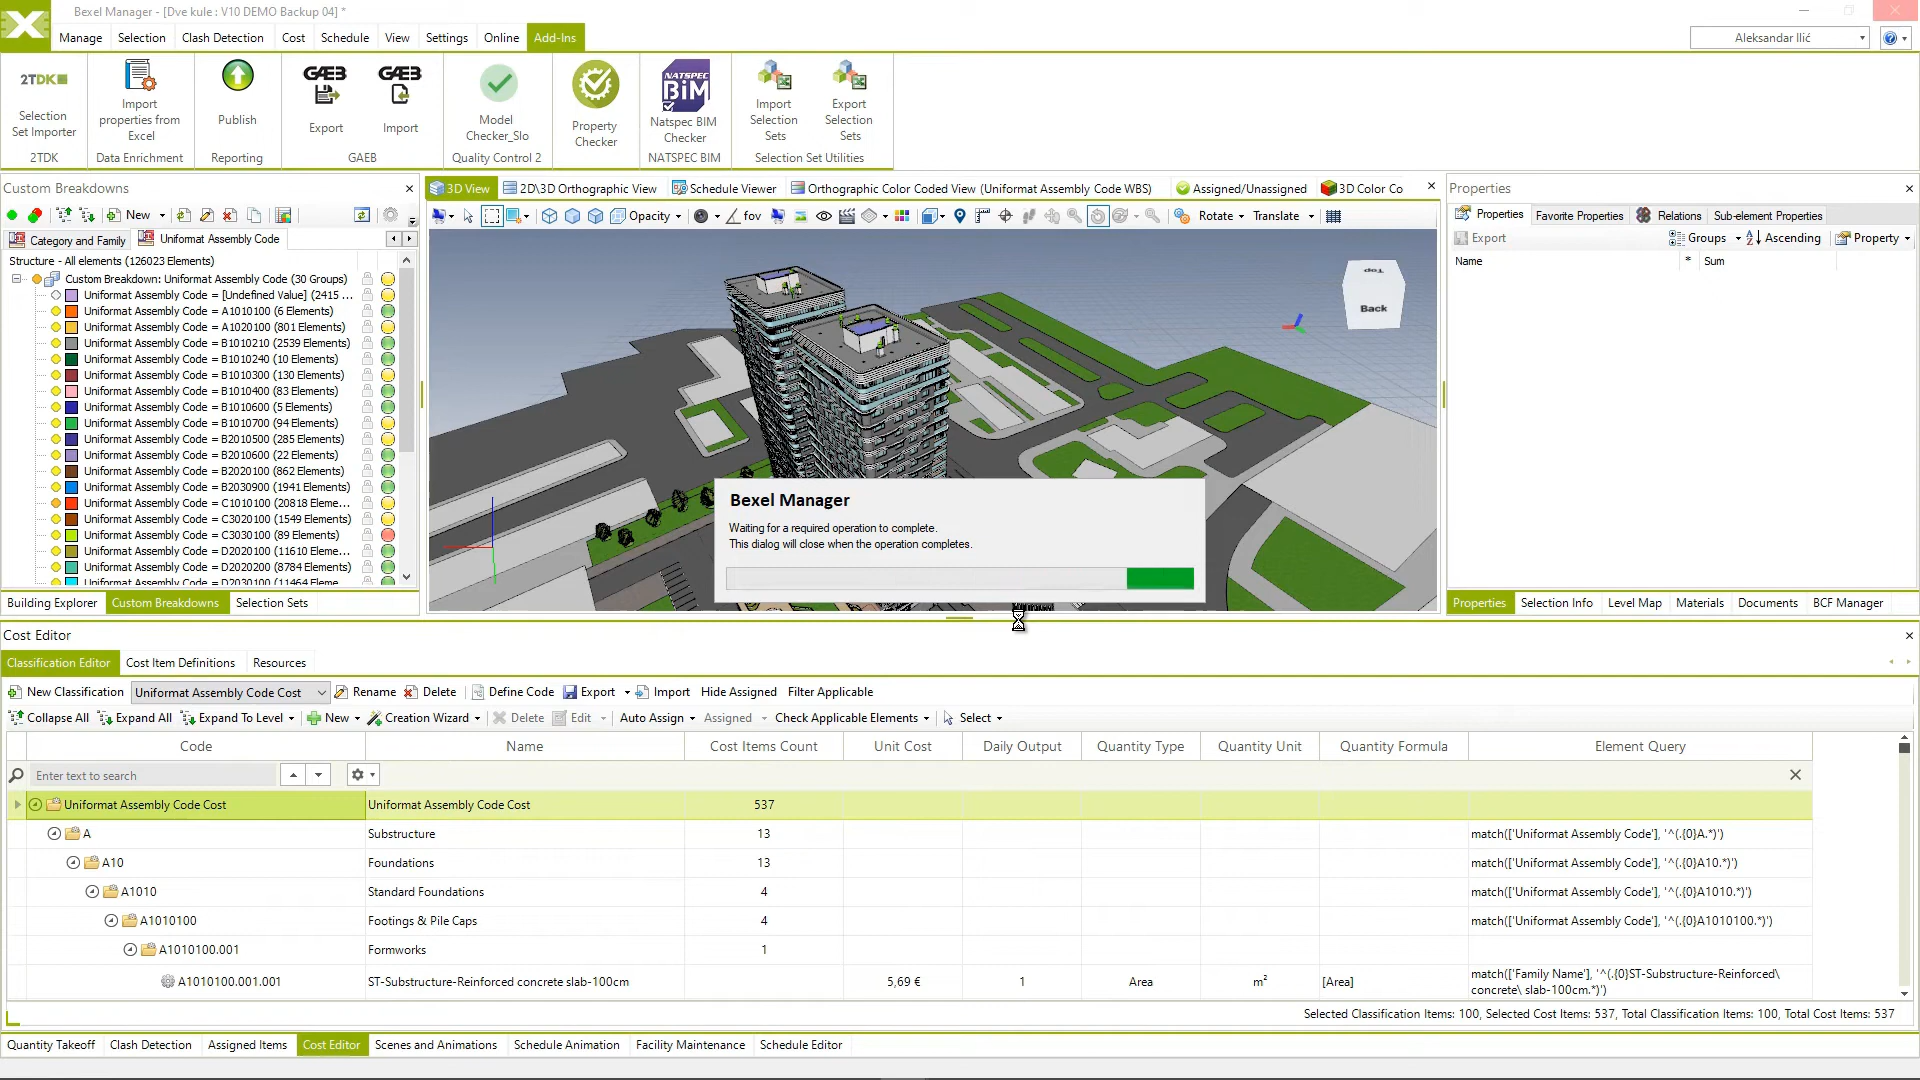 Bexel Manager - [Dve kule : V10 DEMO Backup 04] *
Manage Selection Clash Detection Cost Schedule View Settings Online Add-Ins
Aleksandar Ilić
2TDK
Selection
Set Importer
2TDK
Import
properties from
Excel
Data Enrichment
Publish
Reporting
GAEB
Export
GAEB
Import
GAEB
Model
Checker_Slo
Quality Control 2
Property
Checker
NATSPEC
BIM
Natspec BIM
Checker
NATSPEC BIM
Import
Selection
Sets
Export
Selection
Sets
Selection Set Utilities
Custom Breakdowns
New
Category and Family Uniformat Assembly Code
Structure - All elements (126023 Elements)
Custom Breakdown: Uniformat Assembly Code (30 Groups)
Uniformat Assembly Code = [Undefined Value] (2415 ...
Uniformat Assembly Code = A1010100 (6 Elements)
Uniformat Assembly Code = A1020100 (801 Elements)
Uniformat Assembly Code = B1010210 (2539 Elements)
Uniformat Assembly Code = B1010240 (10 Elements)
Uniformat Assembly Code = B1010300 (130 Elements)
Uniformat Assembly Code = B1010400 (83 Elements)
Uniformat Assembly Code = B1010600 (5 Elements)
Uniformat Assembly Code = B1010700 (94 Elements)
Uniformat Assembly Code = B2010500 (285 Elements)
Uniformat Assembly Code = B2010600 (22 Elements)
Uniformat Assembly Code = B2020100 (862 Elements)
Uniformat Assembly Code = B2030900 (1941 Elements)
Uniformat Assembly Code = C1010100 (20818 Eleme...
Uniformat Assembly Code = C3020100 (1549 Elements)
Uniformat Assembly Code = C3030100 (89 Elements)
Uniformat Assembly Code = D2020100 (11610 Eleme...
Uniformat Assembly Code = D2020200 (8784 Elements)
Uniformat Assembly Code = D2030100 (11464 Eleme...
Building Explorer Custom Breakdowns Selection Sets
3D View 2D\3D Orthographic View Schedule Viewer Orthographic Color Coded View (Uniformat Assembly Code WBS) Assigned/Unassigned 3D Color Co
Opacity fov Rotate Translate
Top
Back
Bexel Manager
Waiting for a required operation to complete.
This dialog will close when the operation completes.
Properties
Properties Favorite Properties Relations Sub-element Properties
Export Groups Ascending Property
Name * Sum
Properties Selection Info Level Map Materials Documents BCF Manager
Cost Editor
Classification Editor Cost Item Definitions Resources
New Classification Uniformat Assembly Code Cost Rename Delete Define Code Export Import Hide Assigned Filter Applicable
Collapse All Expand All Expand To Level New Creation Wizard Delete Edit Auto Assign Assigned Check Applicable Elements Select
Code Name Cost Items Count Unit Cost Daily Output Quantity Type Quantity Unit Quantity Formula Element Query
Enter text to search
Uniformat Assembly Code Cost Uniformat Assembly Code Cost 537
A Substructure 13 match(['Uniformat Assembly Code'], '^(.{0}A.*)')
A10 Foundations 13 match(['Uniformat Assembly Code'], '^(.{0}A10.*)')
A1010 Standard Foundations 4 match(['Uniformat Assembly Code'], '^(.{0}A1010.*)')
A1010100 Footings & Pile Caps 4 match(['Uniformat Assembly Code'], '^(.{0}A1010100.*)')
A1010100.001 Formworks 1
A1010100.001.001 ST-Substructure-Reinforced concrete slab-100cm 5,69 € 1 Area m² [Area] match(['Family Name'], '^(.{0}ST-Substructure-Reinforced\
concrete\ slab-100cm.*)')
Selected Classification Items: 100, Selected Cost Items: 537, Total Classification Items: 100, Total Cost Items: 537
Quantity Takeoff Clash Detection Assigned Items Cost Editor Scenes and Animations Schedule Animation Facility Maintenance Schedule Editor